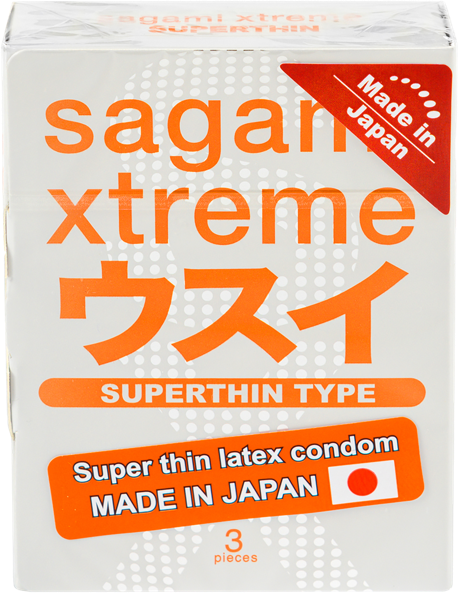 sagami xtreme
SUPERTHIN
Made in
Japan
sagami
xtreme
ウスイ
SUPERTHIN TYPE
Super thin latex condom
MADE IN JAPAN
3
pieces